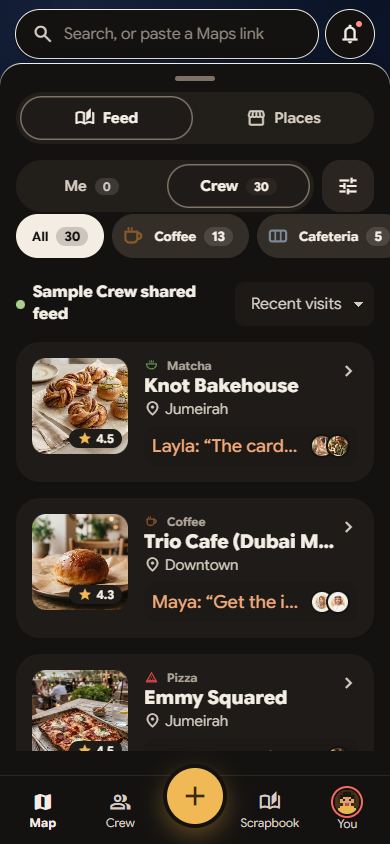 Search, or paste a Maps link
Feed
Places
Me 0
Crew 30
All 30
Coffee 13
Cafeteria 5
Sample Crew shared
feed
Recent visits
Matcha
Knot Bakehouse
Jumeirah
4.5
Layla: “The card...
Coffee
Trio Cafe (Dubai M...
Downtown
4.3
Maya: “Get the i...
Pizza
Emmy Squared
Jumeirah
4.5
Map
Crew
Scrapbook
You